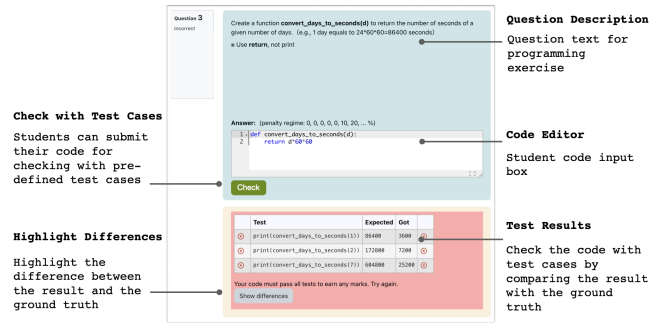 Question 3
Incorrect
Create a function convert_days_to_seconds(d) to return the number of seconds of a
given number of days. (e.g., 1 day equals to 24*60*60=86400 seconds)
※ Use return, not print
Answer: (penalty regime: 0, 0, 0, 0, 0, 10, 20, ... %)
1 def convert_days_to_seconds(d):
2 return d*60*60
Check
Test Expected Got
print(convert_days_to_seconds(1)) 86400 3600
print(convert_days_to_seconds(2)) 172800 7200
print(convert_days_to_seconds(7)) 604800 25200
Your code must pass all tests to earn any marks. Try again.
Show differences
Check with Test Cases
Students can submit
their code for
checking with pre-
defined test cases
Highlight Differences
Highlight the
difference between
the result and the
ground truth
Question Description
Question text for
programming
exercise
Code Editor
Student code input
box
Test Results
Check the code with
test cases by
comparing the result
with the ground
truth